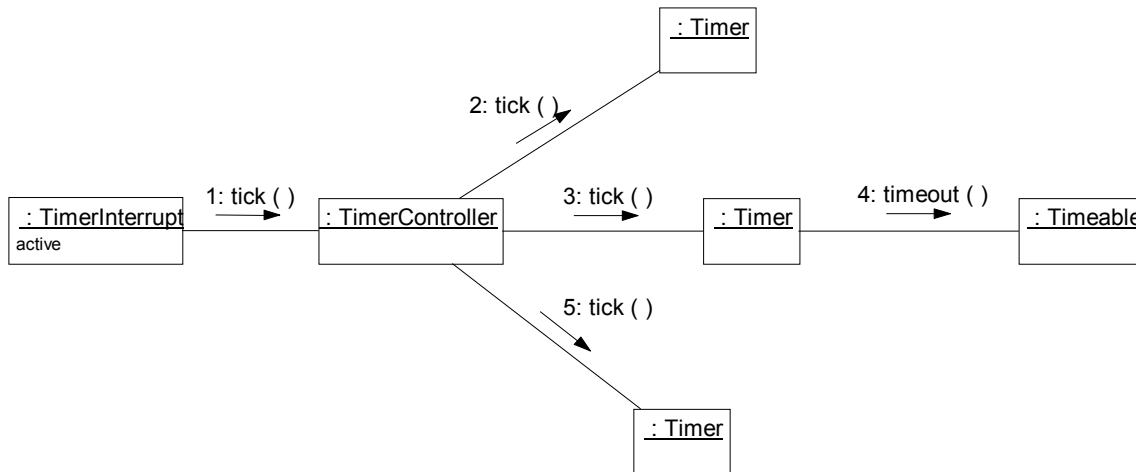 : Timer
2: tick ( )
: TimerInterrupt
active
1: tick ( )
: TimerController
3: tick ( )
: Timer
4: timeout ( )
: Timeable
5: tick ( )
: Timer